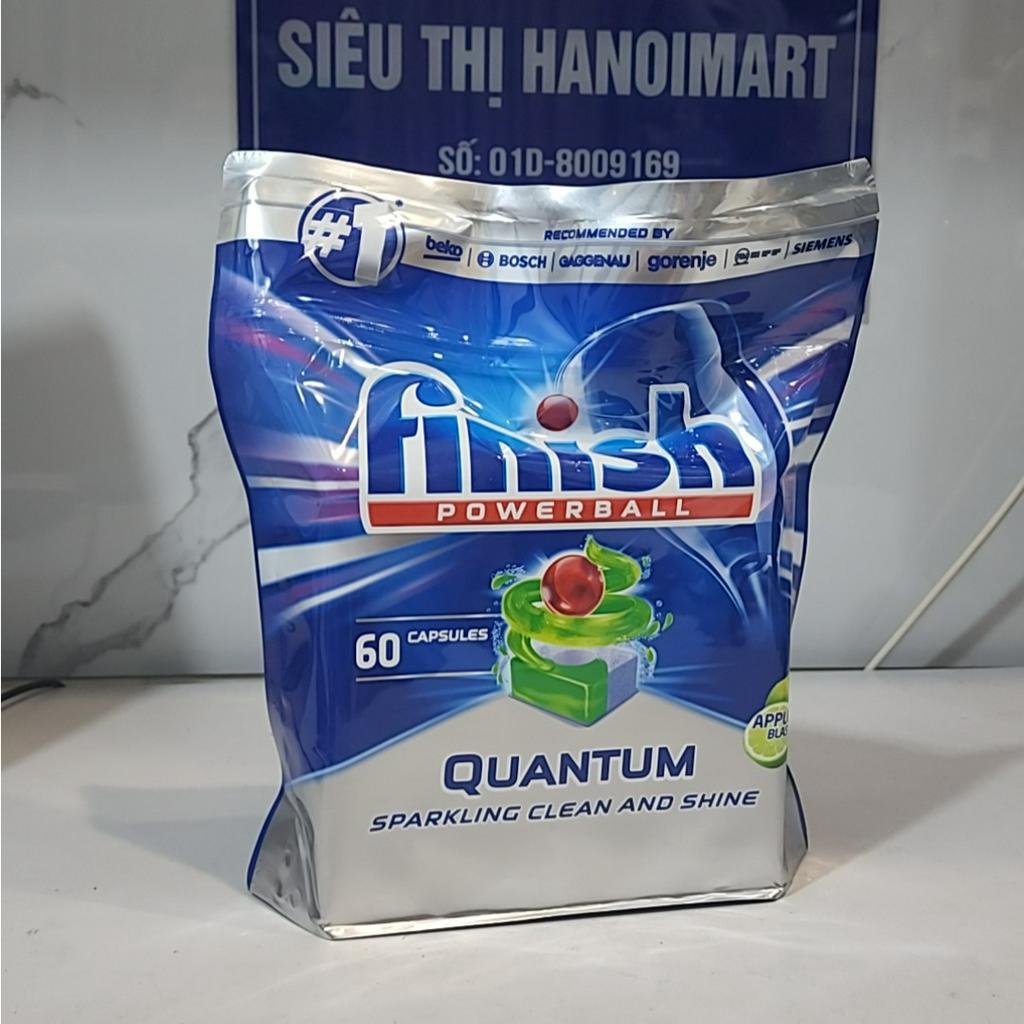 SIÊU THỊ HANOIMART
SỐ: 01D-8009169
#1
RECOMMENDED BY
beko | BOSCH | GAGGENAU | gorenje | | SIEMENS
finish
POWERBALL
60 CAPSULES
QUANTUM
SPARKLING CLEAN AND SHINE